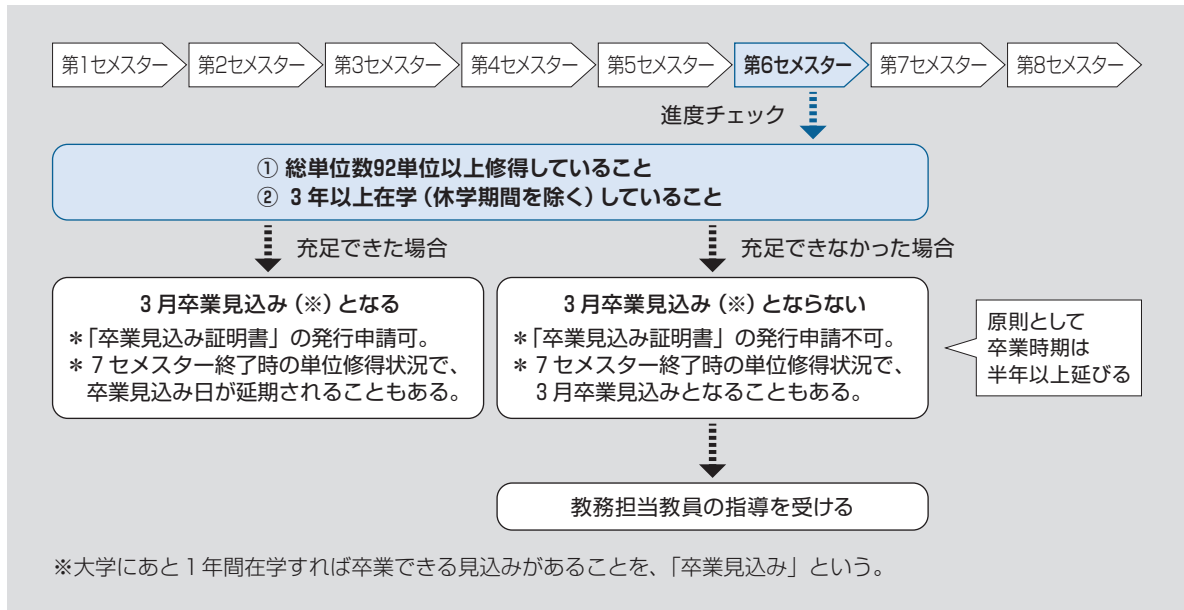 第1セメスター
第2セメスター
第3セメスター
第4セメスター
第5セメスター
第6セメスター
第7セメスター
第8セメスター
進度チェック
① 総単位数92単位以上修得していること
② 3年以上在学（休学期間を除く）していること
充足できた場合
充足できなかった場合
3月卒業見込み（※）となる
＊「卒業見込み証明書」の発行申請可。
＊7セメスター終了時の単位修得状況で、
卒業見込み日が延期されることもある。
3月卒業見込み（※）とならない
＊「卒業見込み証明書」の発行申請不可。
＊7セメスター終了時の単位修得状況で、
3月卒業見込みとなることもある。
原則として
卒業時期は
半年以上延びる
教務担当教員の指導を受ける
※大学にあと1年間在学すれば卒業できる見込みがあることを、「卒業見込み」という。